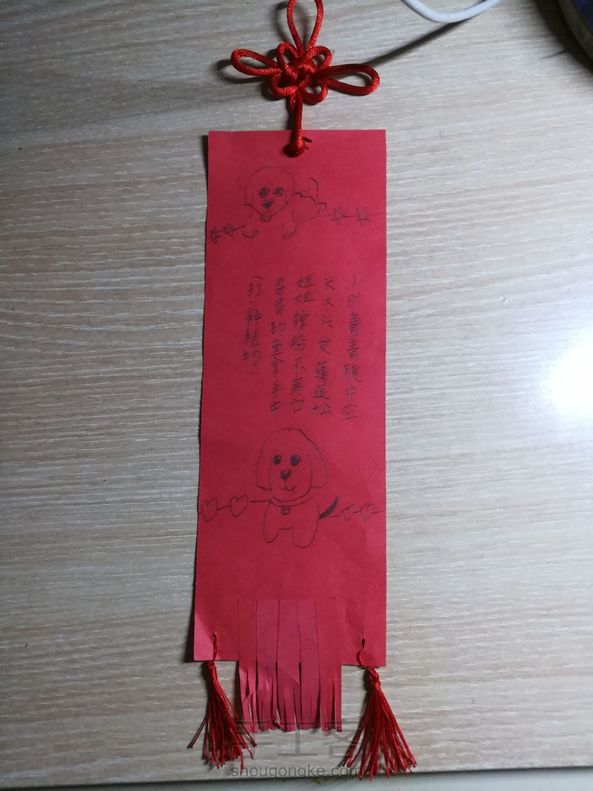 小时青青腹中空
长大头发蓬蓬松
姐姐撑船不离它
哥哥钓鱼拿手中
(打一种植物)
手工客
shougongke.com